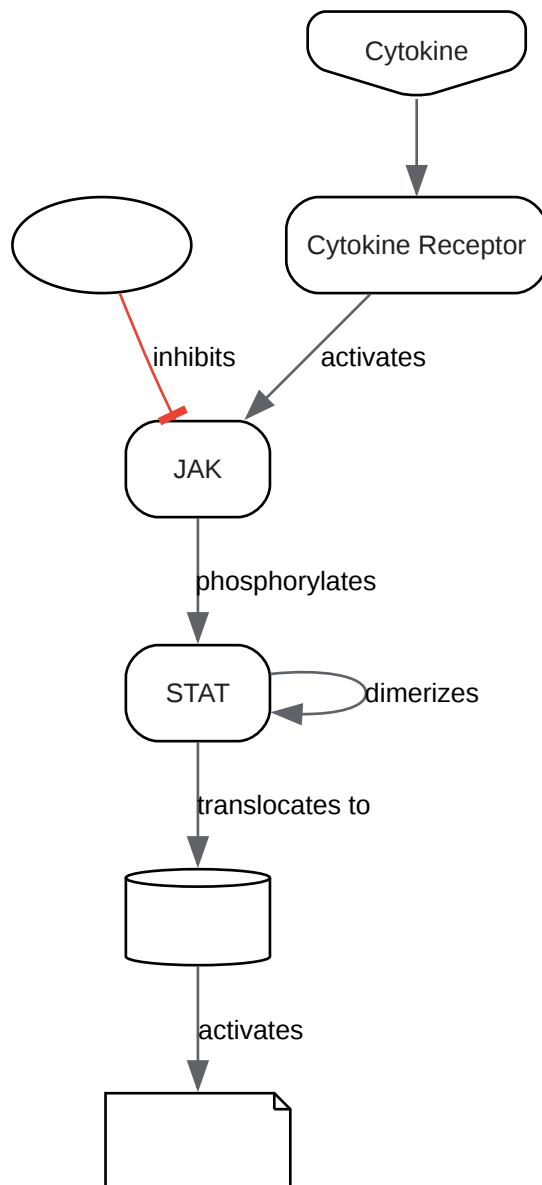 Cytokine
Cytokine Receptor
inhibits
activates
JAK
phosphorylates
STAT
dimerizes
translocates to
activates